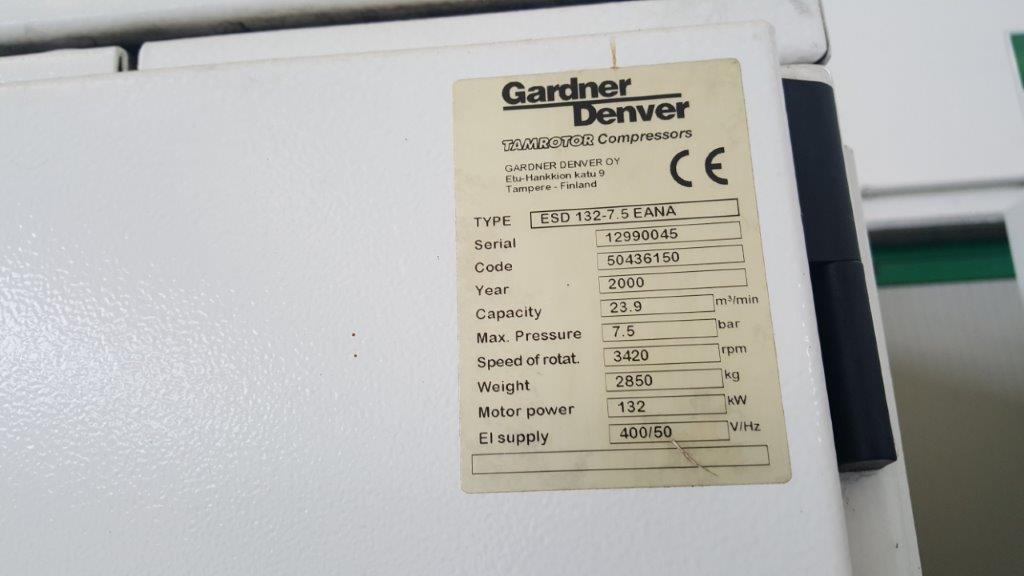 Gardner
Denver
TAMROTOR Compressors
GARDNER DENVER OY
Etu-Hankkion katu 9
Tampere - Finland
CE
TYPE ESD 132-7.5 EANA
Serial 12990045
Code 50436150
Year 2000
Capacity 23.9 m³/min
Max. Pressure 7.5 bar
Speed of rotat. 3420 rpm
Weight 2850 kg
Motor power 132 kW
El supply 400/50 V/Hz